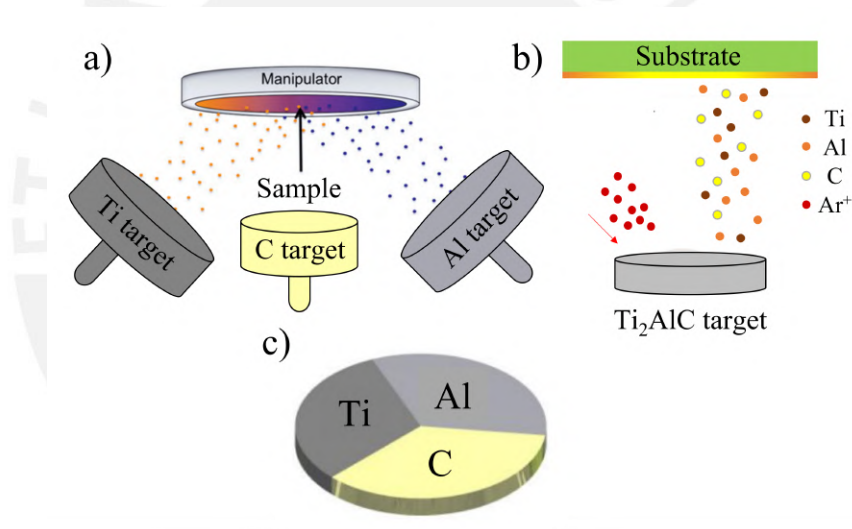 a)
Manipulator
Sample
Ti target
C target
Al target
b)
Substrate
Ti
Al
C
Ar⁺
Ti₂AlC target
c)
Ti
Al
C